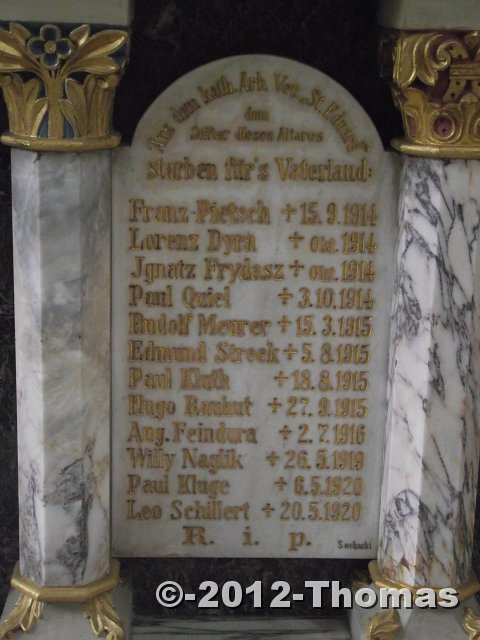 Aus dem kath. Arb. Ver. „St. Eduard"
dem
Stifter dieses Altares
starben für's Vaterland:
Franz Pietsch + 15. 9. 1914
Lorenz Dyra + okt. 1914
Jgnatz Frydasz + okt. 1914
Paul Quiel + 3. 10. 1914
Rudolf Meurer + 15. 3. 1915
Edmund Streek + 5. 8. 1915
Paul Kluth + 18. 8. 1915
Hugo Rauhut + 27. 9. 1915
Aug. Feindura + 2. 7. 1916
Willy Naglik + 26. 5. 1919
Paul Kluge + 6. 5. 1920
Leo Schillert + 20. 5. 1920
R. i. p.
Sochacki
©-2012-Thomas